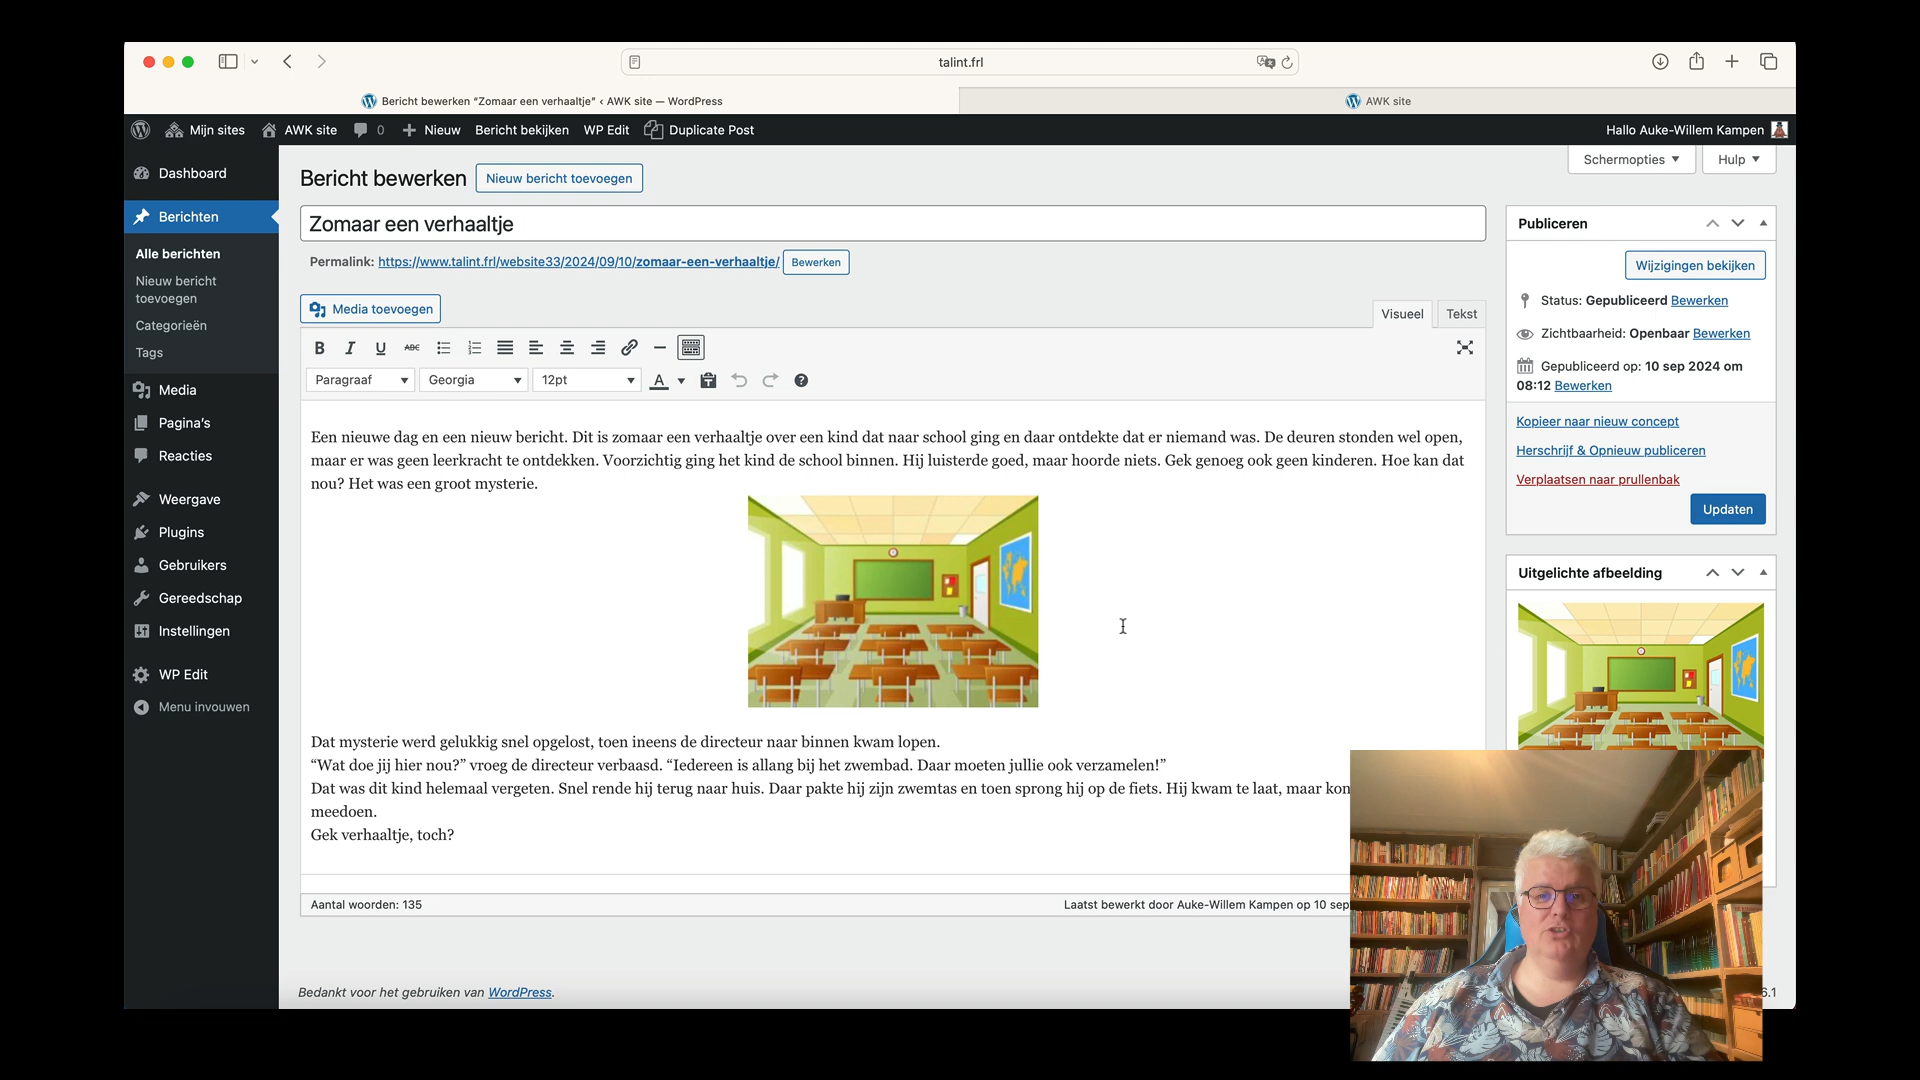 talint.frl
Bericht bewerken “Zomaar een verhaaltje” ‹ AWK site — WordPress
AWK site
Mijn sites
AWK site
0
Nieuw
Bericht bekijken
WP Edit
Duplicate Post
Hallo Auke-Willem Kampen
Dashboard
Berichten
Alle berichten
Nieuw bericht
toevoegen
Categorieën
Tags
Media
Pagina's
Reacties
Weergave
Plugins
Gebruikers
Gereedschap
Instellingen
WP Edit
Menu invouwen
Schermopties
Hulp
Bericht bewerken
Nieuw bericht toevoegen
Zomaar een verhaaltje
Permalink: https://www.talint.frl/website33/2024/09/10/zomaar-een-verhaaltje/ Bewerken
Media toevoegen
Visueel
Tekst
B I U ABC
Paragraaf
Georgia
12pt
A
Een nieuwe dag en een nieuw bericht. Dit is zomaar een verhaaltje over een kind dat naar school ging en daar ontdekte dat er niemand was. De deuren stonden wel open,
maar er was geen leerkracht te ontdekken. Voorzichtig ging het kind de school binnen. Hij luisterde goed, maar hoorde niets. Gek genoeg ook geen kinderen. Hoe kan dat
nou? Het was een groot mysterie.
Dat mysterie werd gelukkig snel opgelost, toen ineens de directeur naar binnen kwam lopen.
“Wat doe jij hier nou?” vroeg de directeur verbaasd. “Iedereen is allang bij het zwembad. Daar moeten jullie ook verzamelen!”
Dat was dit kind helemaal vergeten. Snel rende hij terug naar huis. Daar pakte hij zijn zwemtas en toen sprong hij op de fiets. Hij kwam te laat, maar kon
meedoen.
Gek verhaaltje, toch?
Aantal woorden: 135
Laatst bewerkt door Auke-Willem Kampen op 10 sep
Bedankt voor het gebruiken van WordPress.
Publiceren
Wijzigingen bekijken
Status: Gepubliceerd Bewerken
Zichtbaarheid: Openbaar Bewerken
Gepubliceerd op: 10 sep 2024 om
08:12 Bewerken
Kopieer naar nieuw concept
Herschrijf & Opnieuw publiceren
Verplaatsen naar prullenbak
Updaten
Uitgelichte afbeelding
6.1